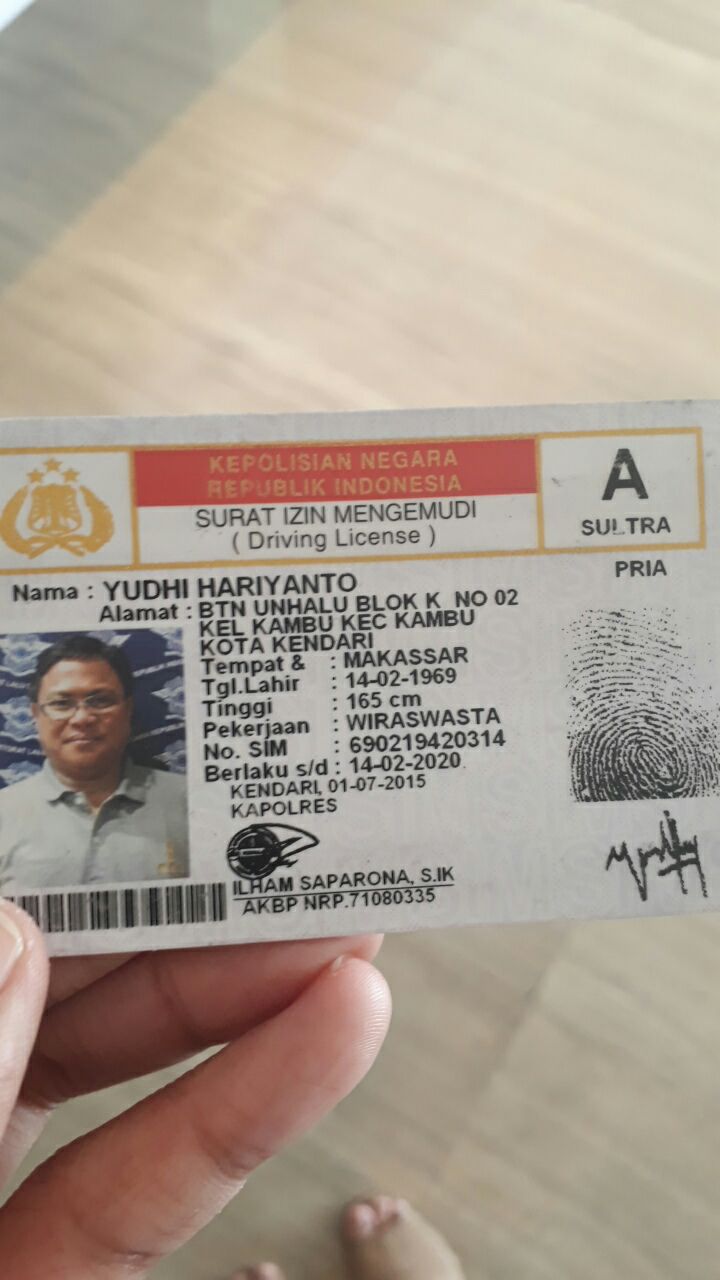 KEPOLISIAN NEGARA
REPUBLIK INDONESIA
SURAT IZIN MENGEMUDI
( Driving License )
A
SULTRA
PRIA
Nama : YUDHI HARIYANTO
Alamat : BTN UNHALU BLOK K NO 02
KEL KAMBU KEC KAMBU
KOTA KENDARI
Tempat & : MAKASSAR
Tgl.Lahir : 14-02-1969
Tinggi : 165 cm
Pekerjaan : WIRASWASTA
No. SIM : 690219420314
Berlaku s/d : 14-02-2020
KENDARI, 01-07-2015
KAPOLRES
ILHAM SAPARONA, S.IK
AKBP NRP.71080335